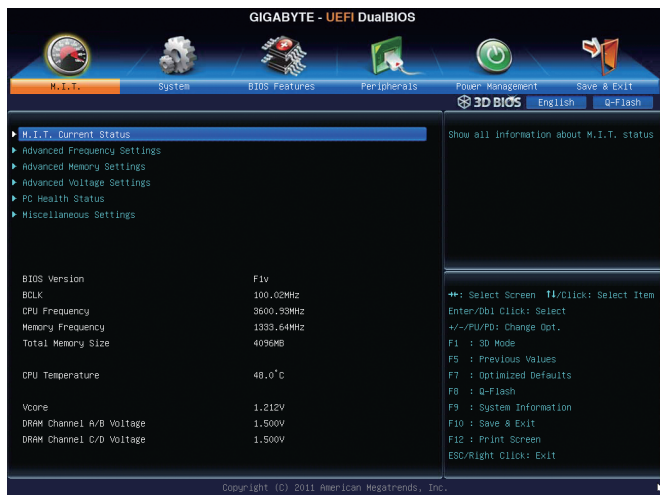 GIGABYTE - UEFI DualBIOS
M.I.T.
System
BIOS Features
Peripherals
Power Management
Save & Exit
3D BIOS
English
Q-Flash
M.I.T. Current Status
Advanced Frequency Settings
Advanced Memory Settings
Advanced Voltage Settings
PC Health Status
Miscellaneous Settings
Show all information about M.I.T. status
BIOS Version F1v
BCLK 100.02MHz
CPU Frequency 3600.93MHz
Memory Frequency 1333.64MHz
Total Memory Size 4096MB
CPU Temperature 48.0°C
Vcore 1.212V
DRAM Channel A/B Voltage 1.500V
DRAM Channel C/D Voltage 1.500V
→←: Select Screen ↑↓/Click: Select Item
Enter/Dbl Click: Select
+/-/PU/PD: Change Opt.
F1 : 3D Mode
F5 : Previous Values
F7 : Optimized Defaults
F8 : Q-Flash
F9 : System Information
F10 : Save & Exit
F12 : Print Screen
ESC/Right Click: Exit
Copyright (C) 2011 American Megatrends, Inc.